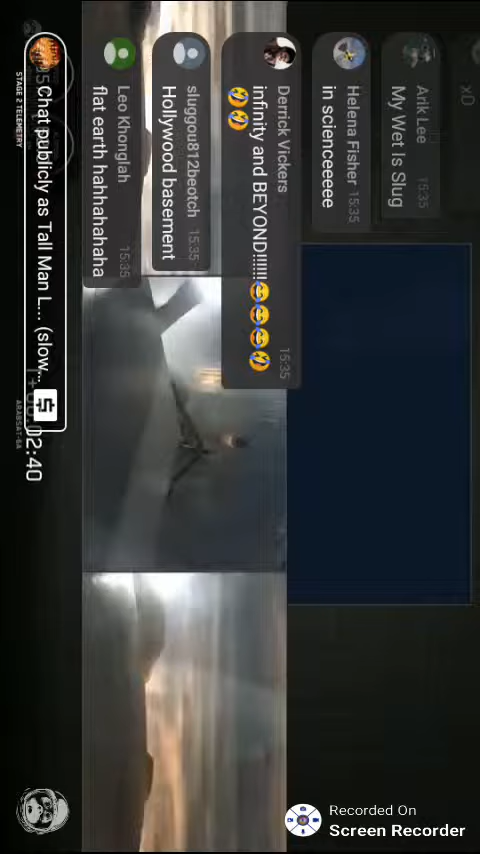 xD
Arik Lee 15:35
My Wet Is Slug
Helena Fisher 15:35
in scienceeeee
Derrick Vickers
infinity and BEYOND!!!!!!😂😂😂🤣
🤣🤣
15:35
sluggou812beotch 15:35
Hollywood basement
Leo Khonglah 15:35
flat earth hahhahahaha
Chat publicly as Tall Man L... (slow...
STAGE 2 TELEMETRY
02:40
ARABSAT-6A
Recorded On
Screen Recorder